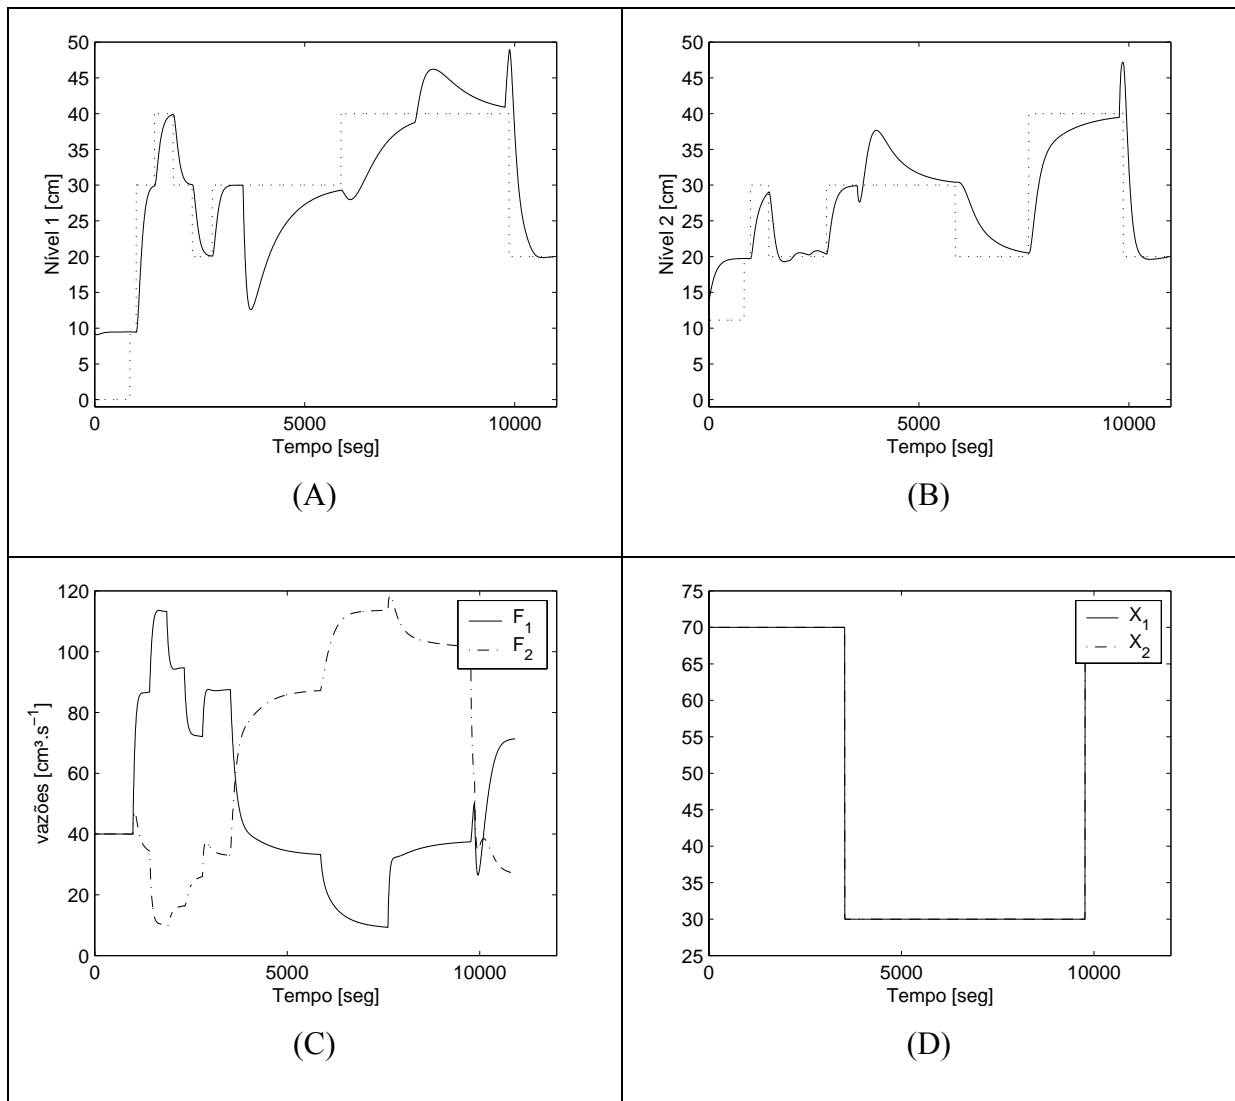 50
45
40
35
30
25
20
15
10
5
0
Nível 1 [cm]
0 5000 10000
Tempo [seg]
(A)
50
45
40
35
30
25
20
15
10
5
0
Nível 2 [cm]
0 5000 10000
Tempo [seg]
(B)
120
100
80
60
40
20
0
vazões [cm³.s⁻¹]
F₁
F₂
0 5000 10000
Tempo [seg]
(C)
75
70
65
60
55
50
45
40
35
30
25
X₁
X₂
0 5000 10000
Tempo [seg]
(D)